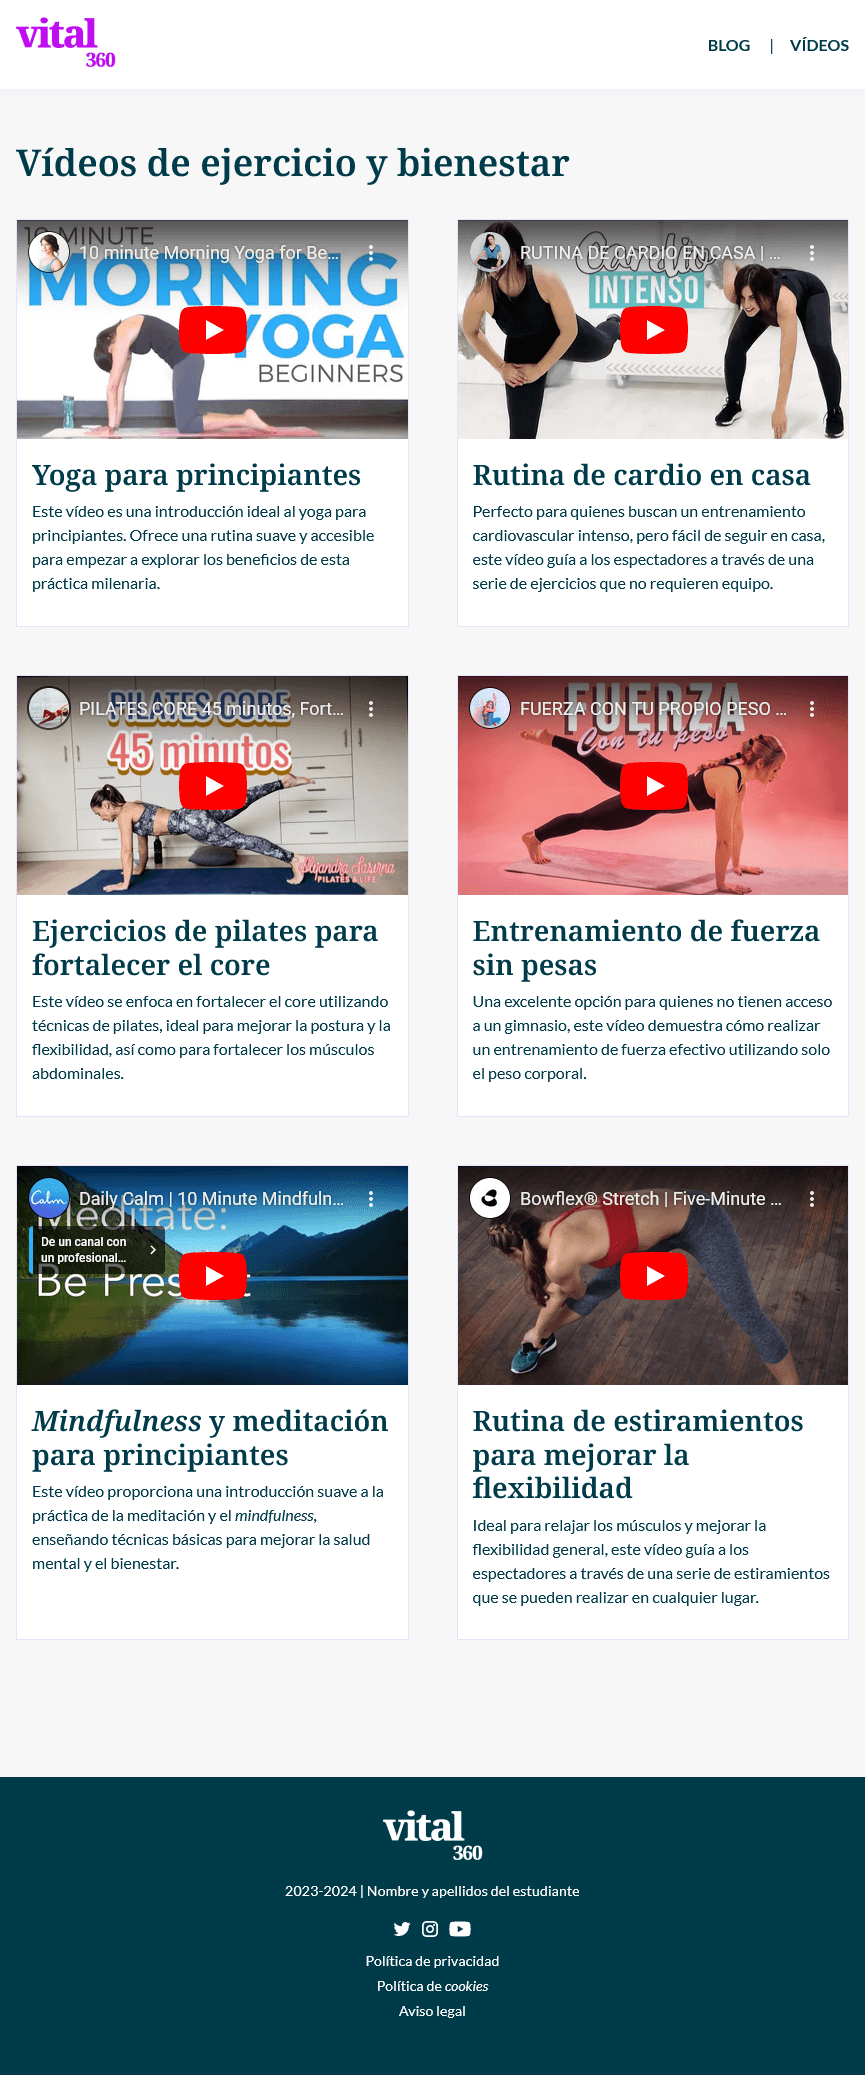 vital
360
BLOG | VÍDEOS
Vídeos de ejercicio y bienestar
10 MINUTE
10 minute Morning Yoga for Be...
MORNING
YOGA
BEGINNERS
Yoga para principiantes
Este vídeo es una introducción ideal al yoga para
principiantes. Ofrece una rutina suave y accesible
para empezar a explorar los beneficios de esta
práctica milenaria.
RUTINA DE CARDIO EN CASA | ...
Cardio
INTENSO
Rutina de cardio en casa
Perfecto para quienes buscan un entrenamiento
cardiovascular intenso, pero fácil de seguir en casa,
este vídeo guía a los espectadores a través de una
serie de ejercicios que no requieren equipo.
PILATES CORE
PILATES CORE 45 minutos, Fort...
45 minutos
Alejandra Laserna
PILATES & LIFE
Ejercicios de pilates para
fortalecer el core
Este vídeo se enfoca en fortalecer el core utilizando
técnicas de pilates, ideal para mejorar la postura y la
flexibilidad, así como para fortalecer los músculos
abdominales.
FUERZA
FUERZA CON TU PROPIO PESO ...
Con tu peso
Entrenamiento de fuerza
sin pesas
Una excelente opción para quienes no tienen acceso
a un gimnasio, este vídeo demuestra cómo realizar
un entrenamiento de fuerza efectivo utilizando solo
el peso corporal.
Calm
Daily Calm | 10 Minute Mindfuln...
Meditate:
De un canal con
un profesional...
Be Present
Mindfulness y meditación
para principiantes
Este vídeo proporciona una introducción suave a la
práctica de la meditación y el mindfulness,
enseñando técnicas básicas para mejorar la salud
mental y el bienestar.
Bowflex® Stretch | Five-Minute ...
Rutina de estiramientos
para mejorar la
flexibilidad
Ideal para relajar los músculos y mejorar la
flexibilidad general, este vídeo guía a los
espectadores a través de una serie de estiramientos
que se pueden realizar en cualquier lugar.
vital
360
2023-2024 | Nombre y apellidos del estudiante
Política de privacidad
Política de cookies
Aviso legal